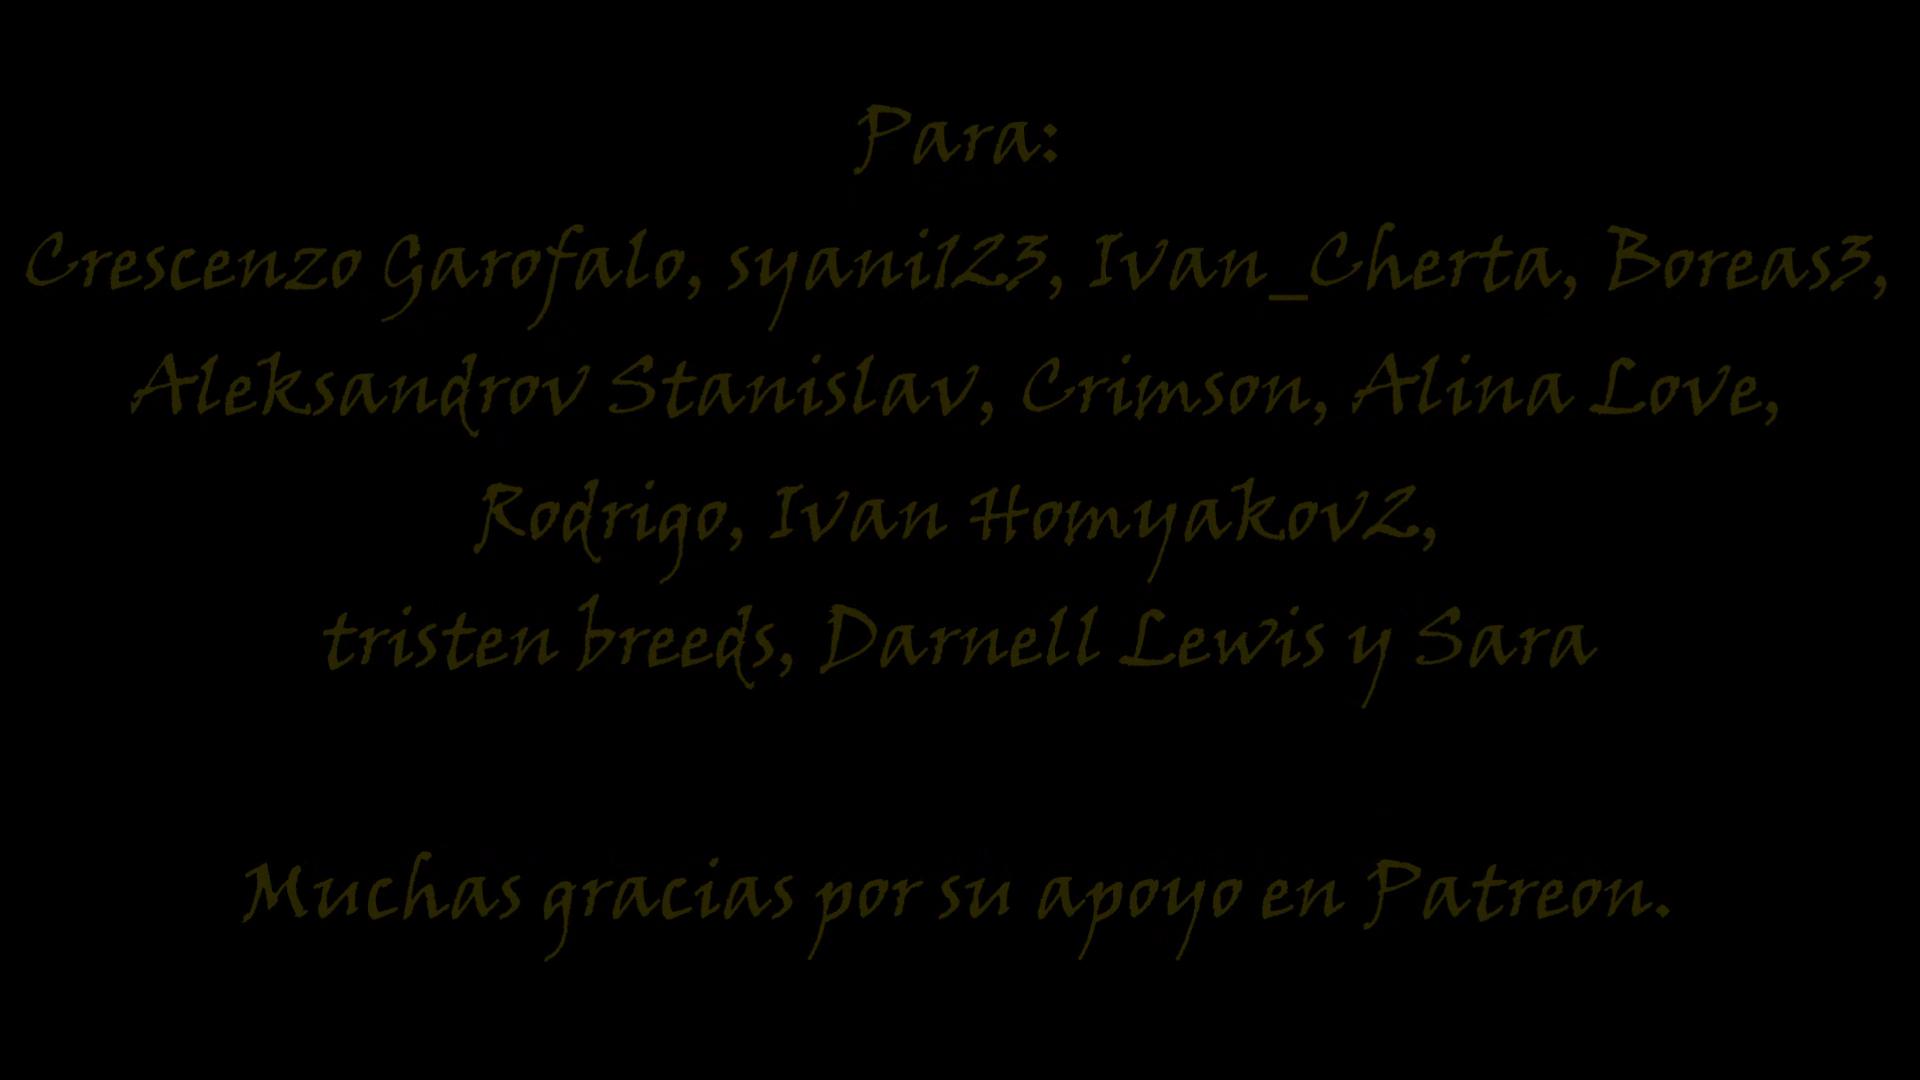 Para:
Crescenzo Garofalo, syani123, Ivan_Cherta, Boreas3,
Aleksandrov Stanislav, Crimson, Alina Love,
Rodrigo, Ivan Homyakov2,
tristen breeds, Darnell Lewis y Sara
Muchas gracias por su apoyo en Patreon.